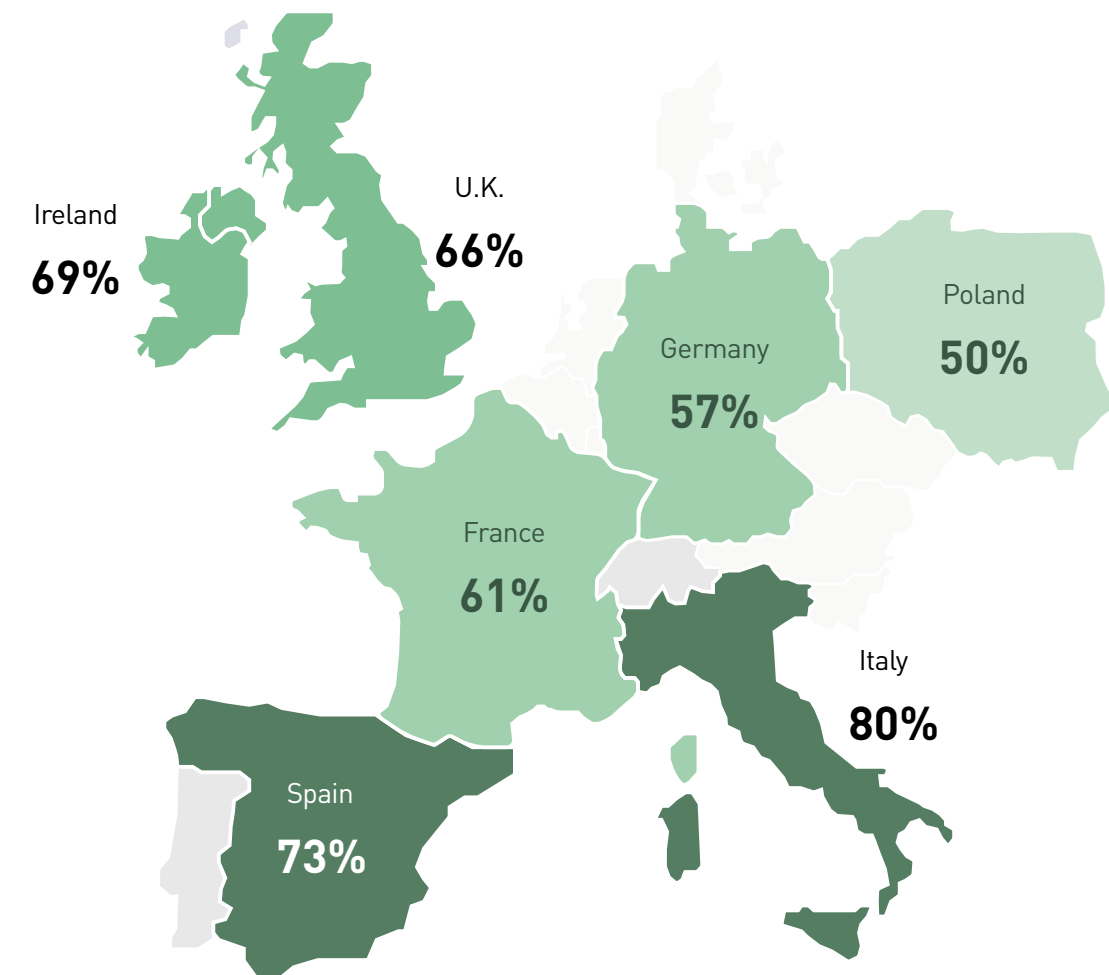 Ireland
69%
U.K.
66%
Poland
50%
Germany
57%
France
61%
Italy
80%
Spain
73%